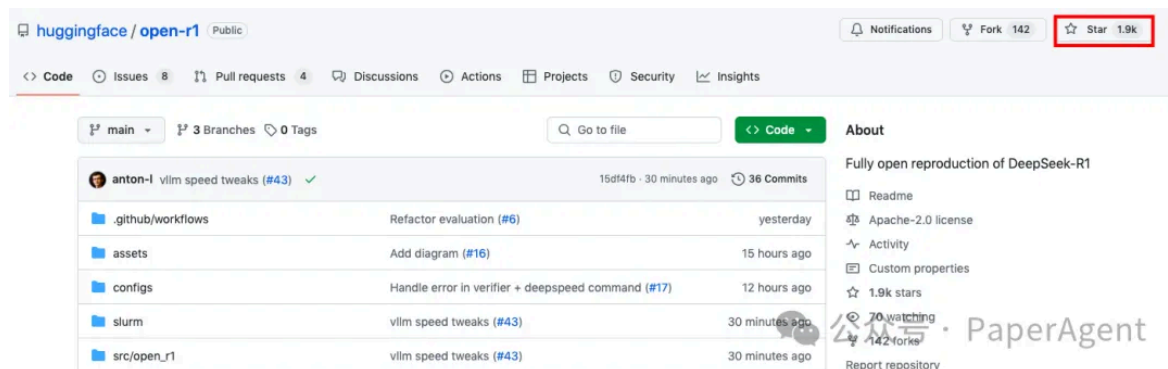 huggingface / open-r1 Public Notifications Fork 142 Star 1.9k
Code Issues 8 Pull requests 4 Discussions Actions Projects Security Insights
main 3 Branches 0 Tags Go to file Code
About
Fully open reproduction of DeepSeek-R1
anton-l vllm speed tweaks (#43) 15df4fb · 30 minutes ago 36 Commits
.github/workflows Refactor evaluation (#6) yesterday
assets Add diagram (#16) 15 hours ago
configs Handle error in verifier + deepspeed command (#17) 12 hours ago
slurm vllm speed tweaks (#43) 30 minutes ago
src/open_r1 vllm speed tweaks (#43) 30 minutes ago
Readme
Apache-2.0 license
Activity
Custom properties
1.9k stars
70 watching
142 forks
Report repository
公众号 · PaperAgent